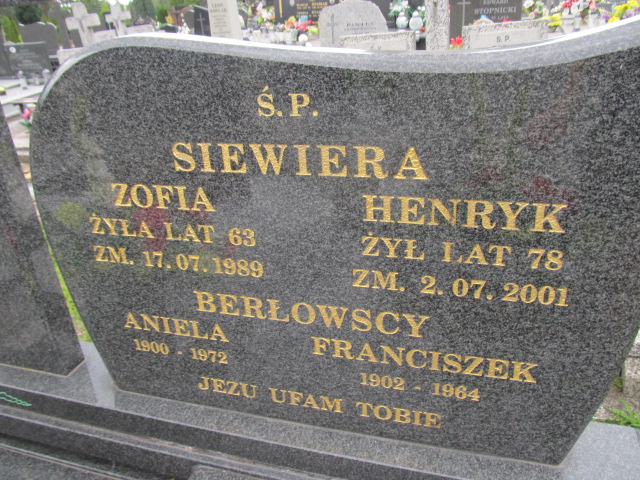 Ś.P.
SIEWIERA
ZOFIA
ŻYŁA LAT 63
ZM. 17.07.1989
HENRYK
ŻYŁ LAT 78
ZM. 2.07.2001
BERŁOWSCY
ANIELA
1900 - 1972
FRANCISZEK
1902 - 1964
JEZU UFAM TOBIE
STOPNICKI
Ś.P.